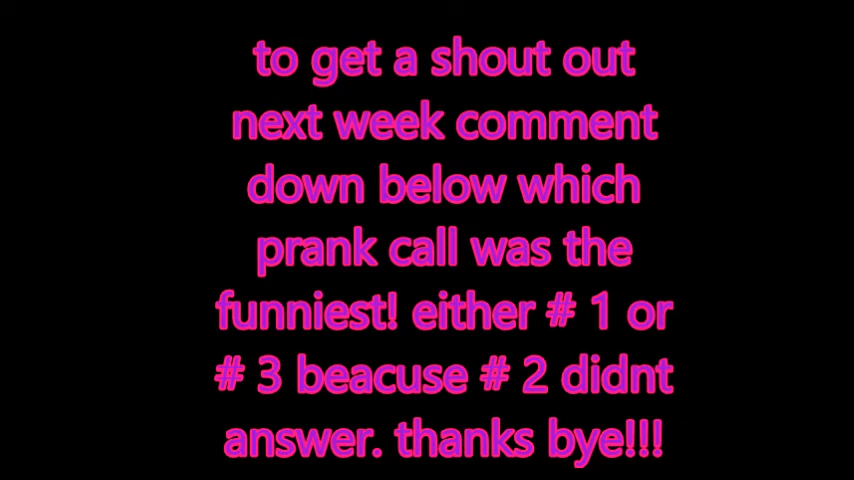 to get a shout out
next week comment
down below which
prank call was the
funniest! either # 1 or
# 3 beacuse # 2 didnt
answer. thanks bye!!!